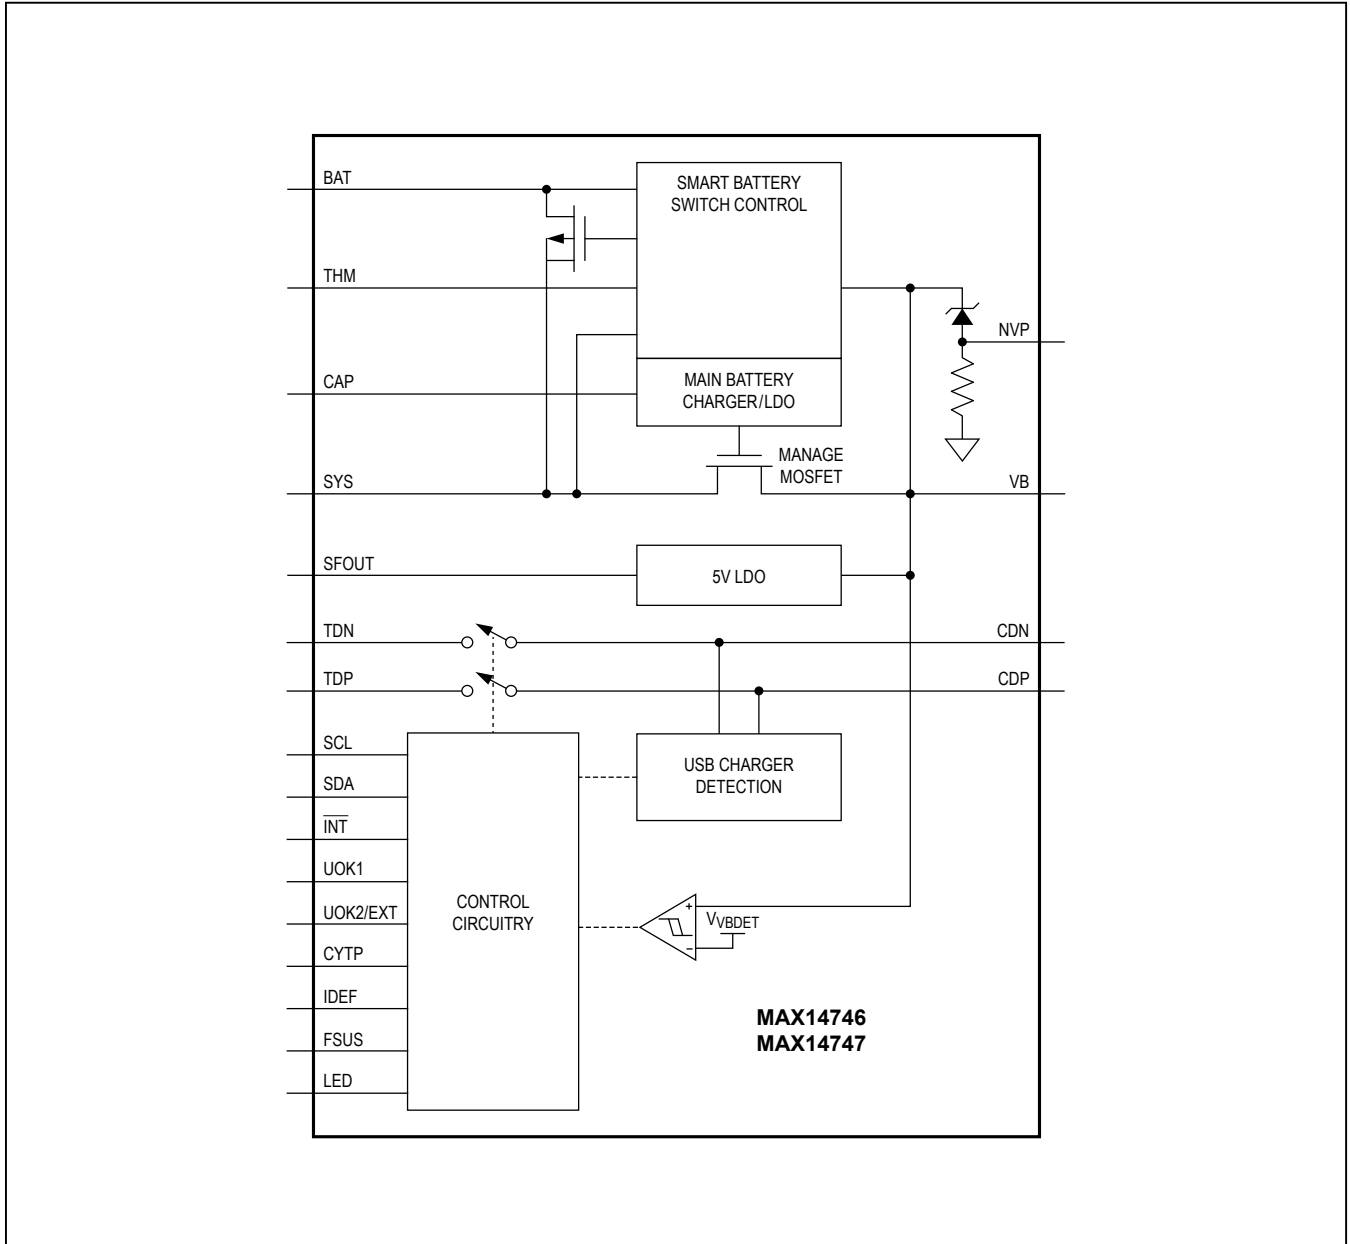 BAT
SMART BATTERY
SWITCH CONTROL
THM
NVP
CAP
MAIN BATTERY
CHARGER/LDO
MANAGE
MOSFET
SYS
VB
SFOUT
5V LDO
TDN
CDN
TDP
CDP
SCL
USB CHARGER
DETECTION
SDA
INT
UOK1
CONTROL
CIRCUITRY
UOK2/EXT
+
VVBDET
−
CYTP
IDEF
FSUS
LED
MAX14746
MAX14747